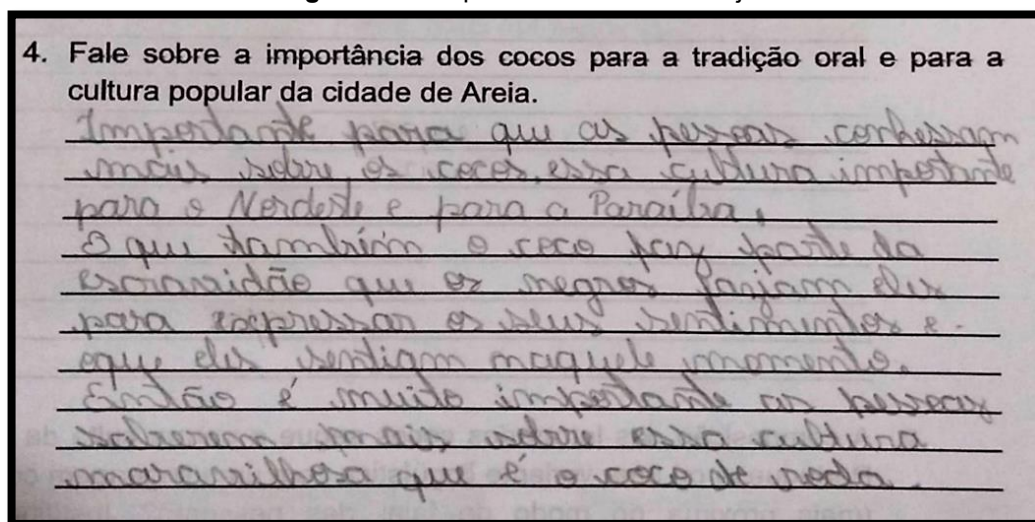 4. Fale sobre a importância dos cocos para a tradição oral e para a
cultura popular da cidade de Areia.
Importante para que as pessoas conhessam
mais sobre os cocos, essa cultura importante
para o Nordeste e para a Paraíba,
O que também o coco faz parte da
escravidão que os negros fanjam eles
para expressar os seus sentimentos e
oque eles sentiam naquele momento.
Então é muito importante as pessoas
saberem mais sobre essa cultura
maravilhosa que é o coco de roda.